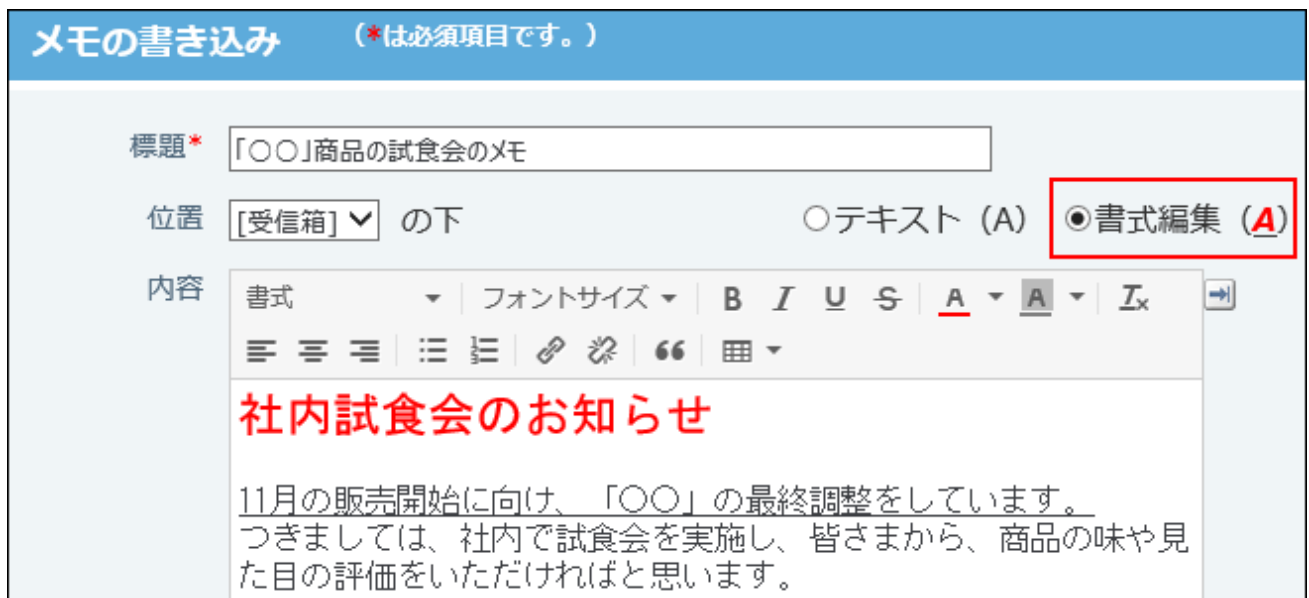 メモの書き込み (*は必須項目です。)
標題* 「○○」商品の試食会のメモ
位置 [受信箱] の下 テキスト (A) 書式編集 (A)
内容 書式 フォントサイズ B I U S A A Tx
社内試食会のお知らせ
11月の販売開始に向け、「○○」の最終調整をしています。
つきましては、社内で試食会を実施し、皆さまから、商品の味や見
た目の評価をいただければと思います。